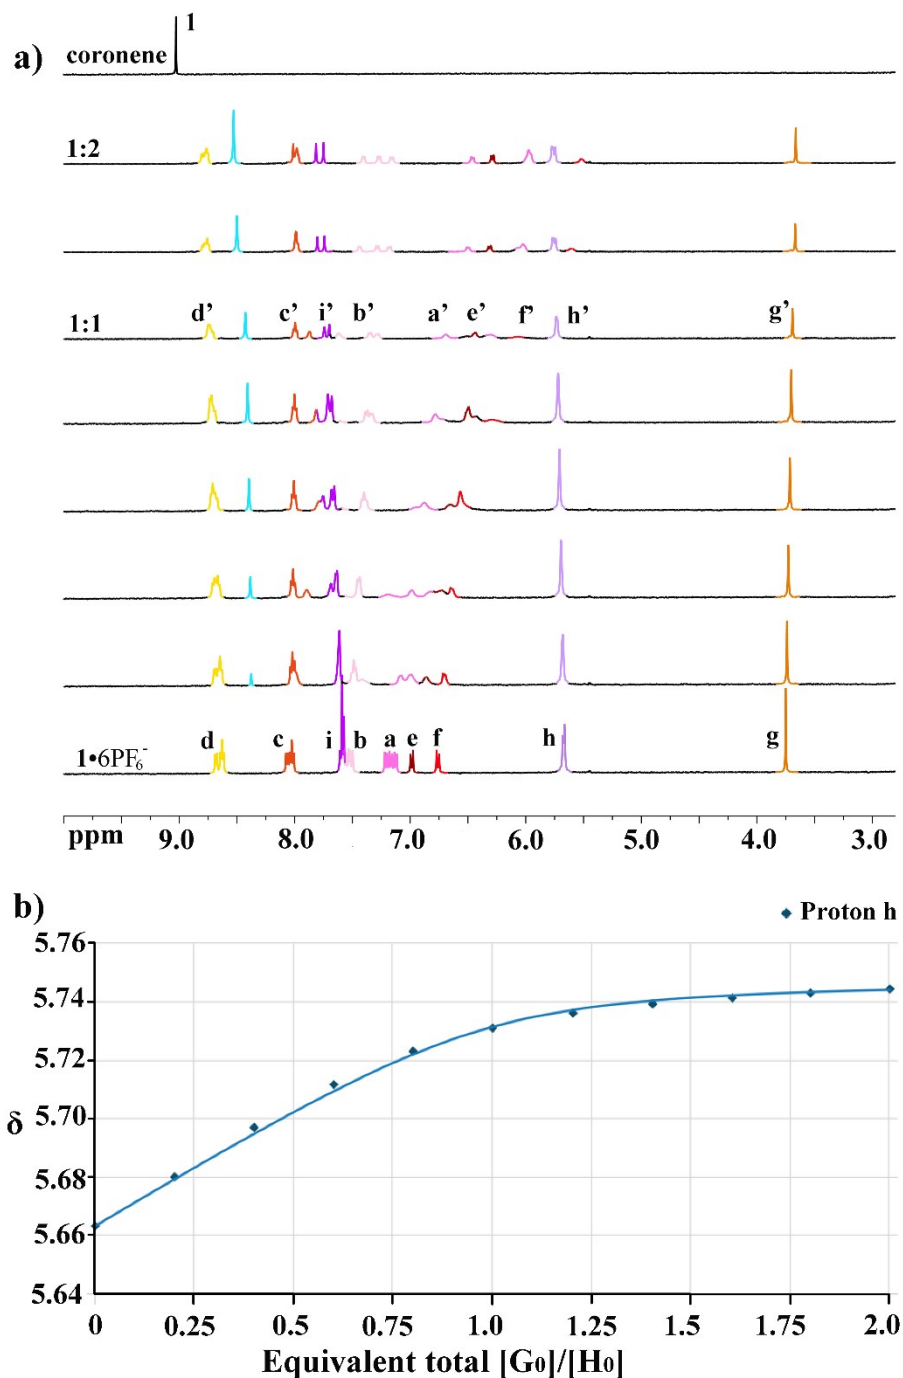 a)
1
coronene
1:2
1:1
d’ c’ i’ b’ a’ e’ f’ h’ g’
1•6PF₆⁻
d c i b a e f h g
ppm 9.0 8.0 7.0 6.0 5.0 4.0 3.0
b)
Proton h
5.76
5.74
5.72
5.70
5.68
5.66
5.64
δ
0 0.25 0.5 0.75 1.0 1.25 1.5 1.75 2.0
Equivalent total [G₀]/[H₀]